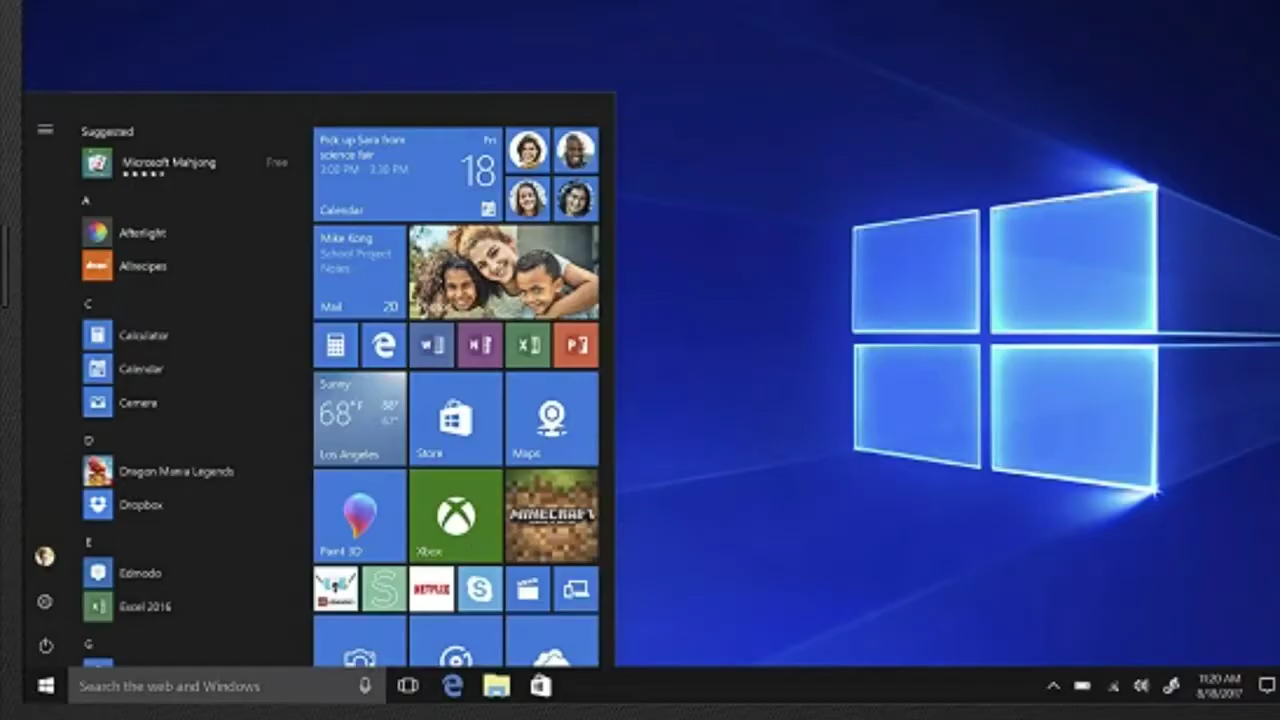 Suggested
Microsoft Mahjong
Free
A
Afterlight
Allrecipes
C
Calculator
Calendar
Camera
D
Dragon Mania Legends
Dropbox
E
Edmodo
Excel 2016
G
Pick up Sara from
science fair
3:00 PM - 3:30 PM
Fri
18
Calendar
Mike Kong
School Project
Notes
Mail
20
W
N
X
P
Sunny
68°F
88°
67°
Los Angeles
Store
Maps
Paint 3D
Xbox
MINECRAFT
S
NETFLIX
S
Search the web and Windows
11:20 AM
8/18/2017